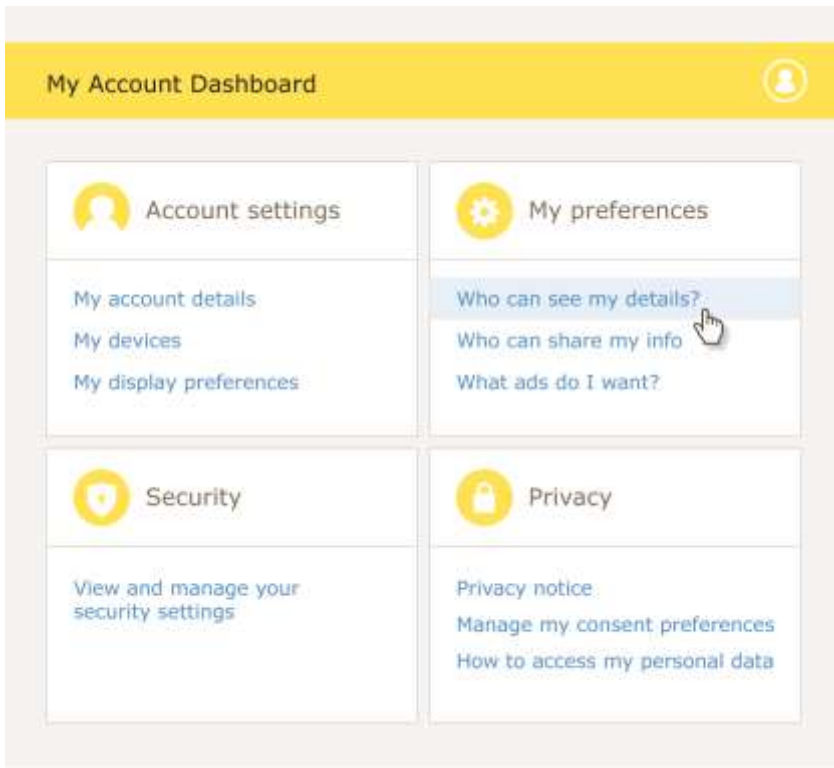 My Account Dashboard
Account settings
My account details
My devices
My display preferences
My preferences
Who can see my details?
Who can share my info
What ads do I want?
Security
View and manage your
security settings
Privacy
Privacy notice
Manage my consent preferences
How to access my personal data